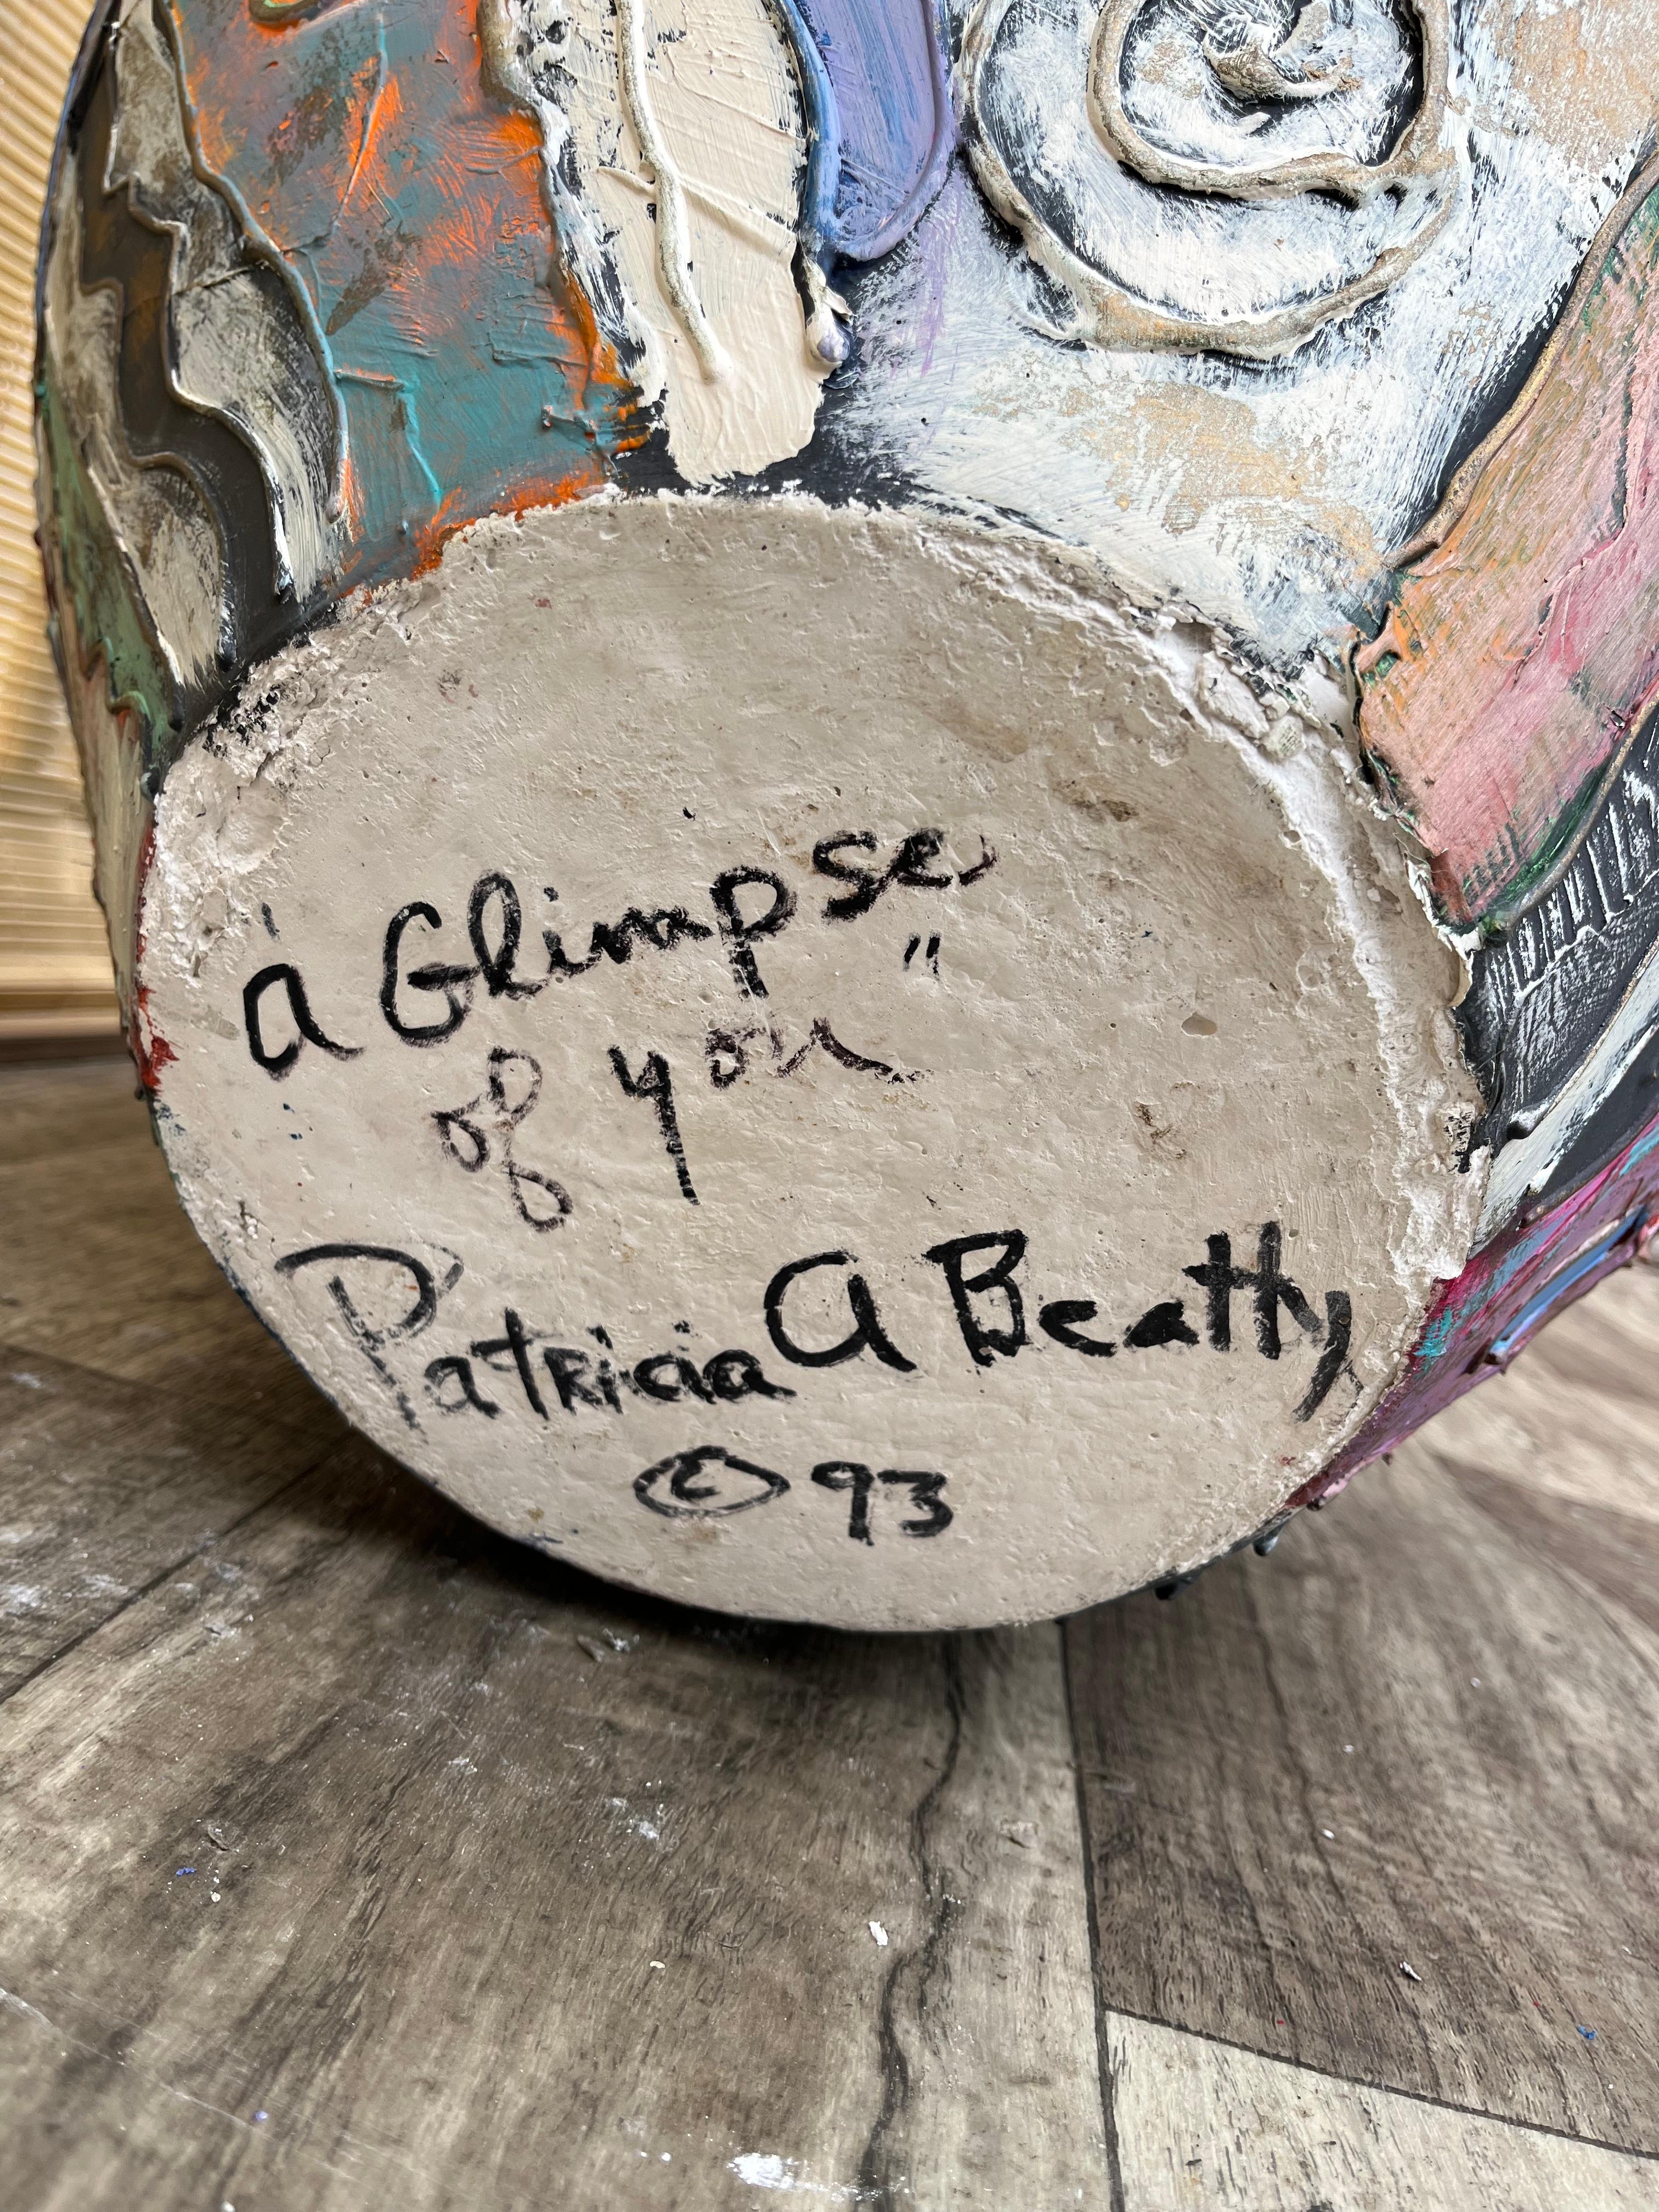 'a Glimpse
of you"
Patricia A Beatty
© 93